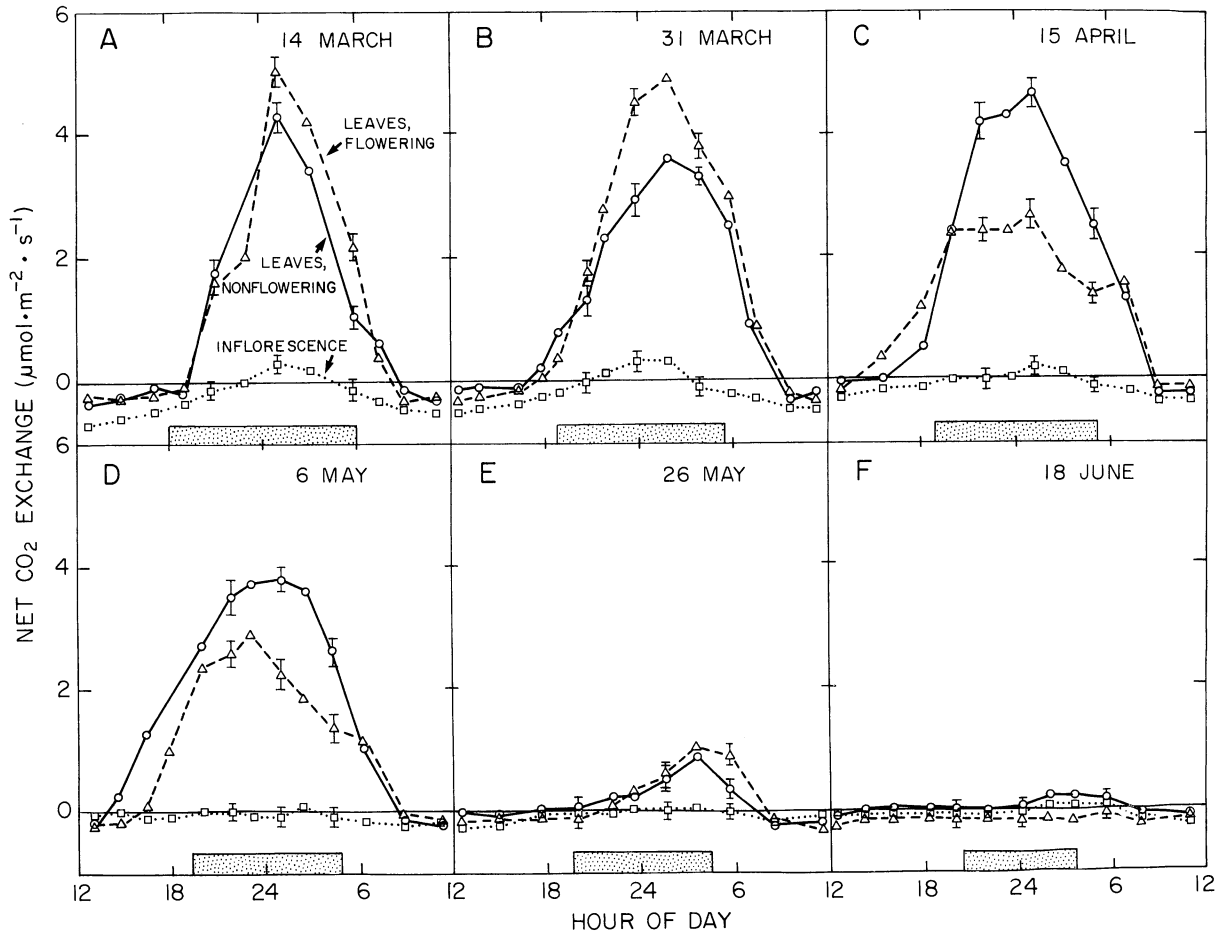 NET CO₂ EXCHANGE (μmol·m⁻²·s⁻¹)
6
4
2
0
A
14 MARCH
LEAVES,
FLOWERING
LEAVES,
NONFLOWERING
INFLORESCENCE
B
31 MARCH
C
15 APRIL
6
4
2
0
D
6 MAY
E
26 MAY
F
18 JUNE
12 18 24 6 12 18 24 6 12 18 24 6 12
HOUR OF DAY